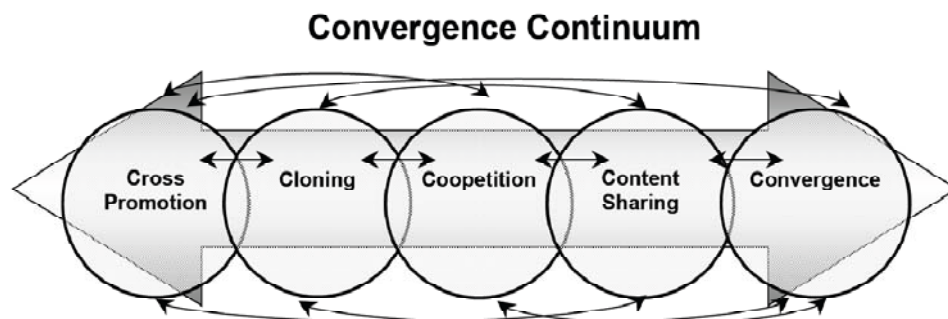 Convergence Continuum
Cross
Promotion
Cloning
Coopetition
Content
Sharing
Convergence